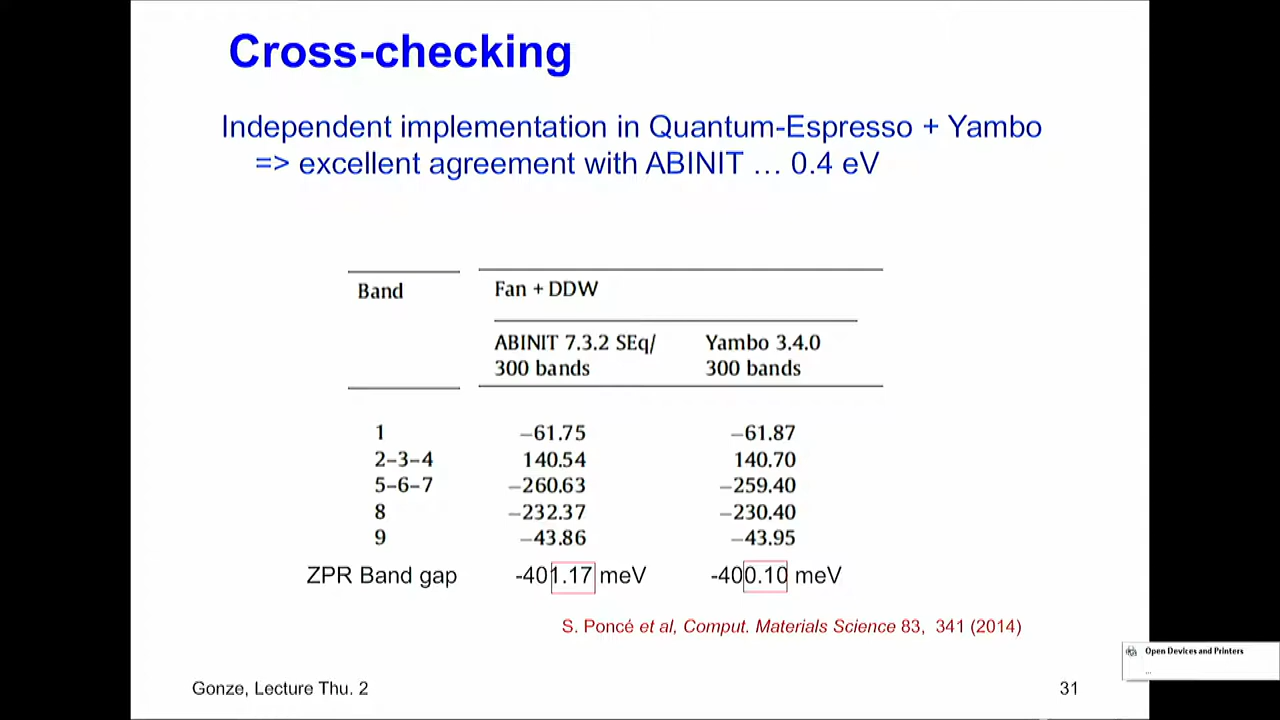 Cross-checking
Independent implementation in Quantum-Espresso + Yambo
=> excellent agreement with ABINIT … 0.4 eV
Band Fan + DDW
ABINIT 7.3.2 SEq/ Yambo 3.4.0
300 bands 300 bands
1 –61.75 –61.87
2–3–4 140.54 140.70
5–6–7 –260.63 –259.40
8 –232.37 –230.40
9 –43.86 –43.95
ZPR Band gap -401.17 meV -400.10 meV
S. Poncé et al, Comput. Materials Science 83, 341 (2014)
Open Devices and Printers
...
Gonze, Lecture Thu. 2 31